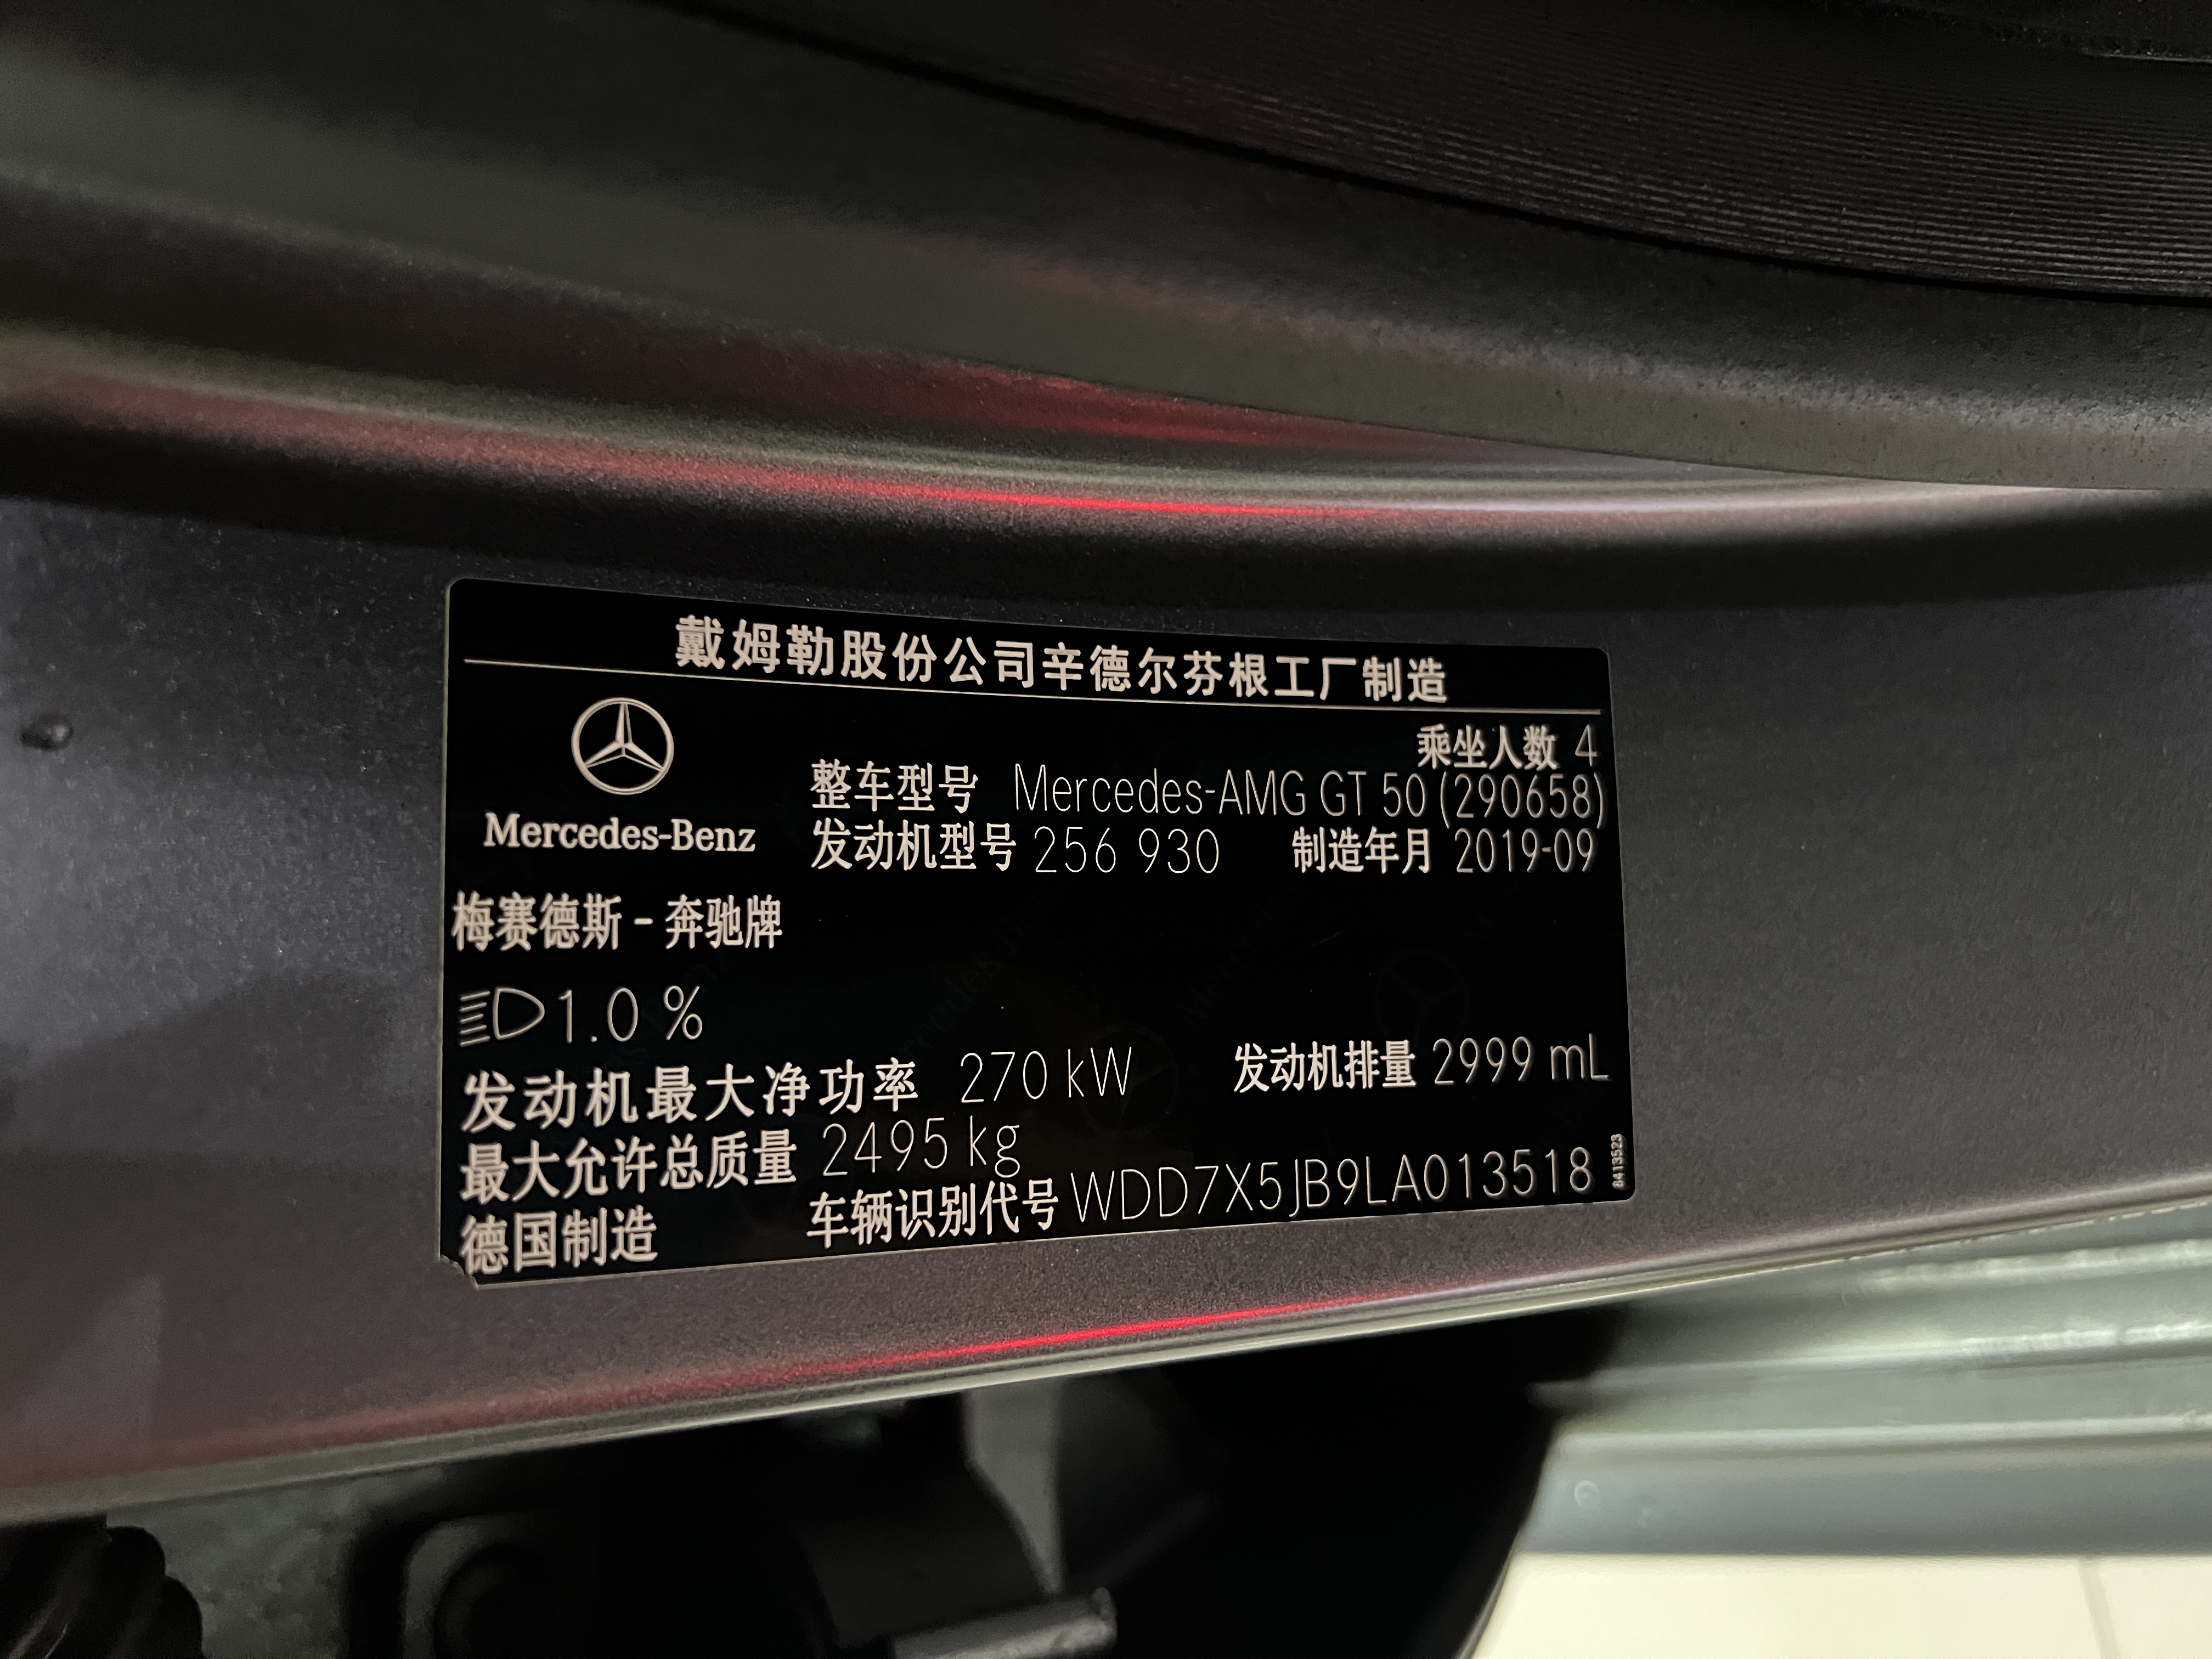 戴姆勒股份公司辛德尔芬根工厂制造
乘坐人数 4
整车型号 Mercedes-AMG GT 50 (290658)
Mercedes-Benz
发动机型号 256 930 制造年月 2019-09
梅赛德斯-奔驰牌
1.0 %
发动机最大净功率 270 kW 发动机排量 2999 mL
最大允许总质量 2495 kg
德国制造 车辆识别代号 WDD7X5JB9LA013518
8413523